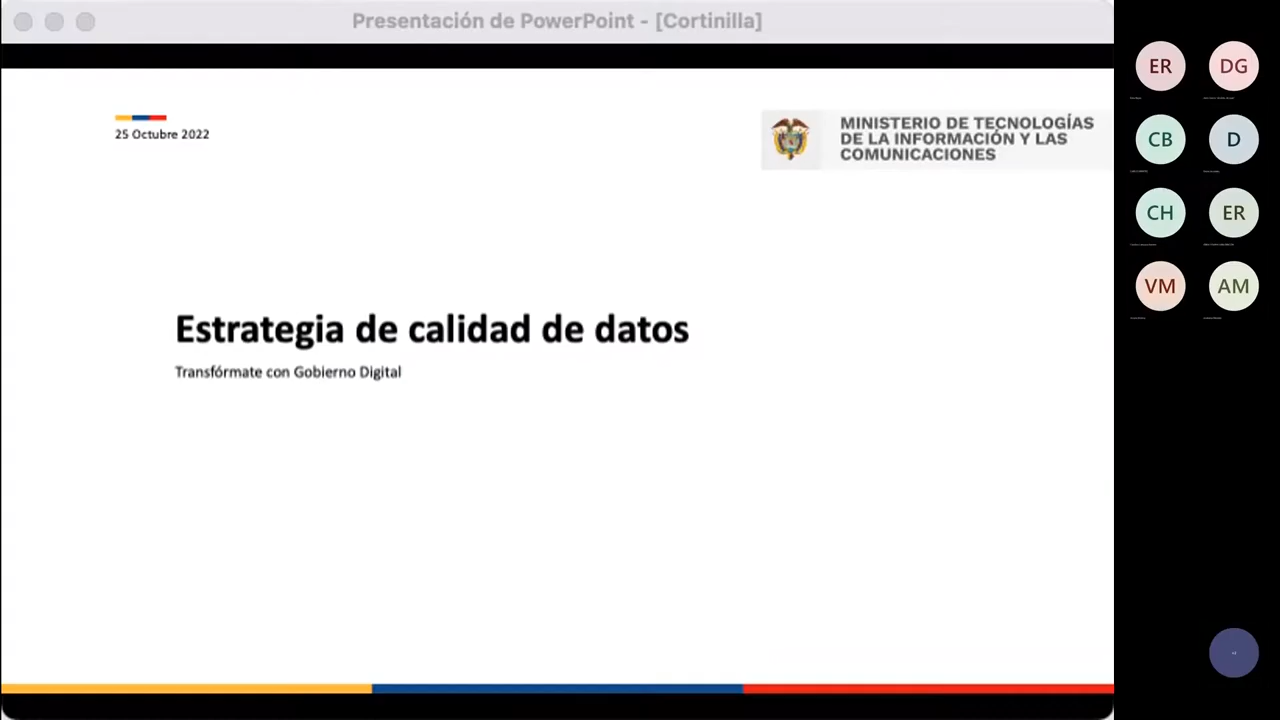 Presentación de PowerPoint - [Cortinilla]
25 Octubre 2022
MINISTERIO DE TECNOLOGÍAS
DE LA INFORMACIÓN Y LAS
COMUNICACIONES
Estrategia de calidad de datos
Transfórmate con Gobierno Digital
ER
DG
CB
D
CH
ER
VM
AM